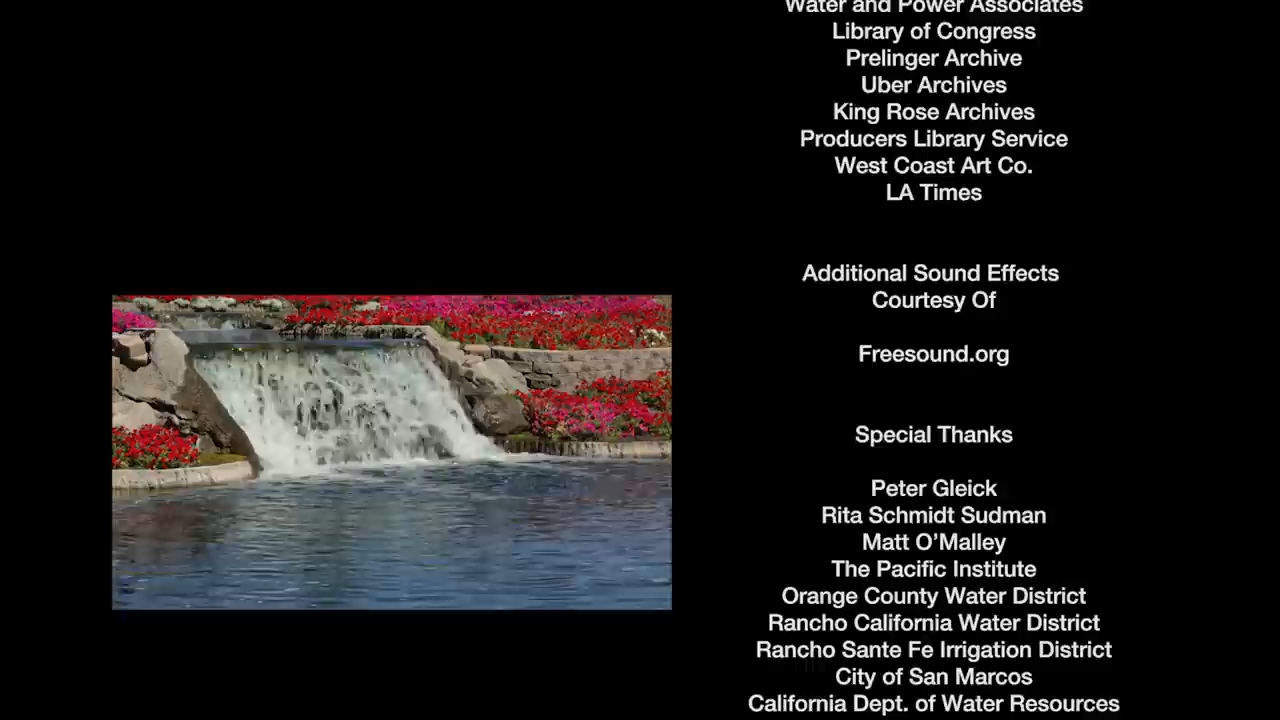 Water and Power Associates
Library of Congress
Prelinger Archive
Uber Archives
King Rose Archives
Producers Library Service
West Coast Art Co.
LA Times
Additional Sound Effects
Courtesy Of
Freesound.org
Special Thanks
Peter Gleick
Rita Schmidt Sudman
Matt O’Malley
The Pacific Institute
Orange County Water District
Rancho California Water District
Rancho Sante Fe Irrigation District
City of San Marcos
California Dept. of Water Resources